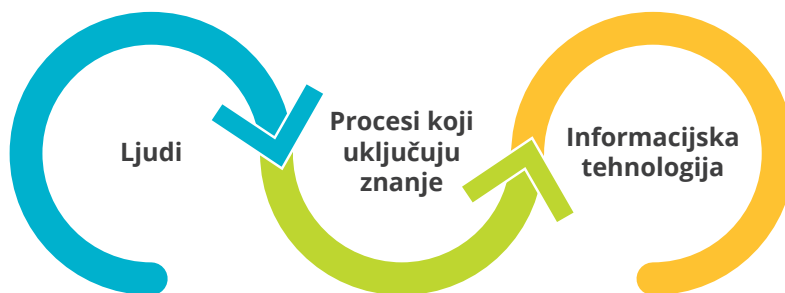 Ljudi
Procesi koji
uključuju
znanje
Informacijska
tehnologija